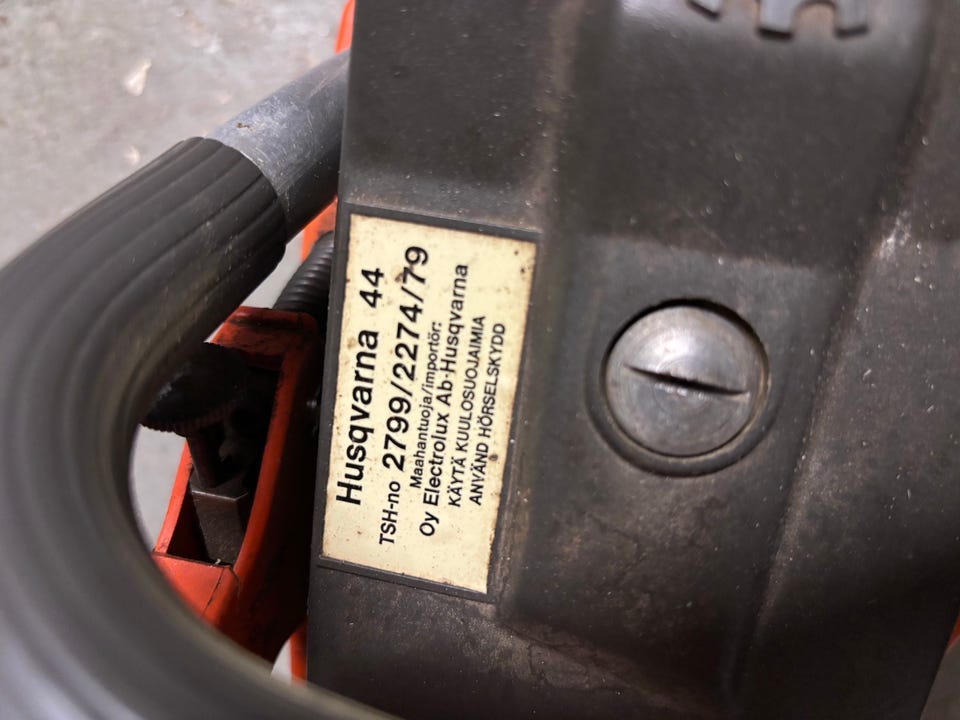 Husqvarna 44
TSH-no 2799/2274/79
Maahantuoja/importör:
Oy Electrolux Ab-Husqvarna
KÄYTÄ KUULOSUOJAIMIA
ANVÄND HÖRSELSKYDD